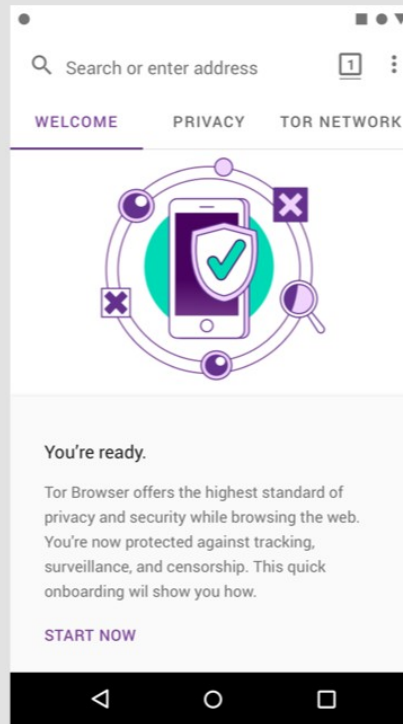 Search or enter address
1
WELCOME PRIVACY TOR NETWORK
You're ready.
Tor Browser offers the highest standard of
privacy and security while browsing the web.
You're now protected against tracking,
surveillance, and censorship. This quick
onboarding wil show you how.
START NOW